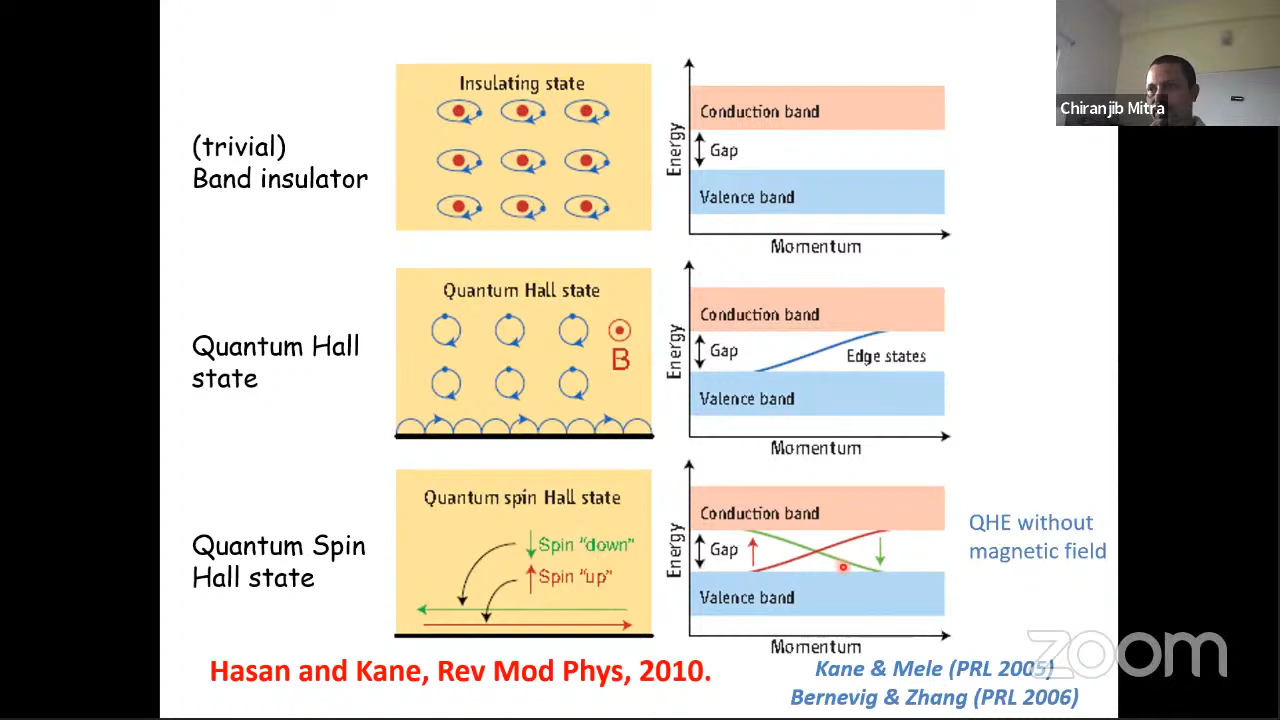 Chiranjib Mitra
(trivial)
Band insulator
Insulating state
Energy
Conduction band
Gap
Valence band
Momentum
Quantum Hall
state
Quantum Hall state
B
Energy
Conduction band
Gap
Edge states
Valence band
Momentum
Quantum Spin
Hall state
Quantum spin Hall state
Spin "down"
Spin "up"
Energy
Conduction band
Gap
Valence band
Momentum
QHE without
magnetic field
Hasan and Kane, Rev Mod Phys, 2010.
Kane & Mele (PRL 2005)
Bernevig & Zhang (PRL 2006)
zoom